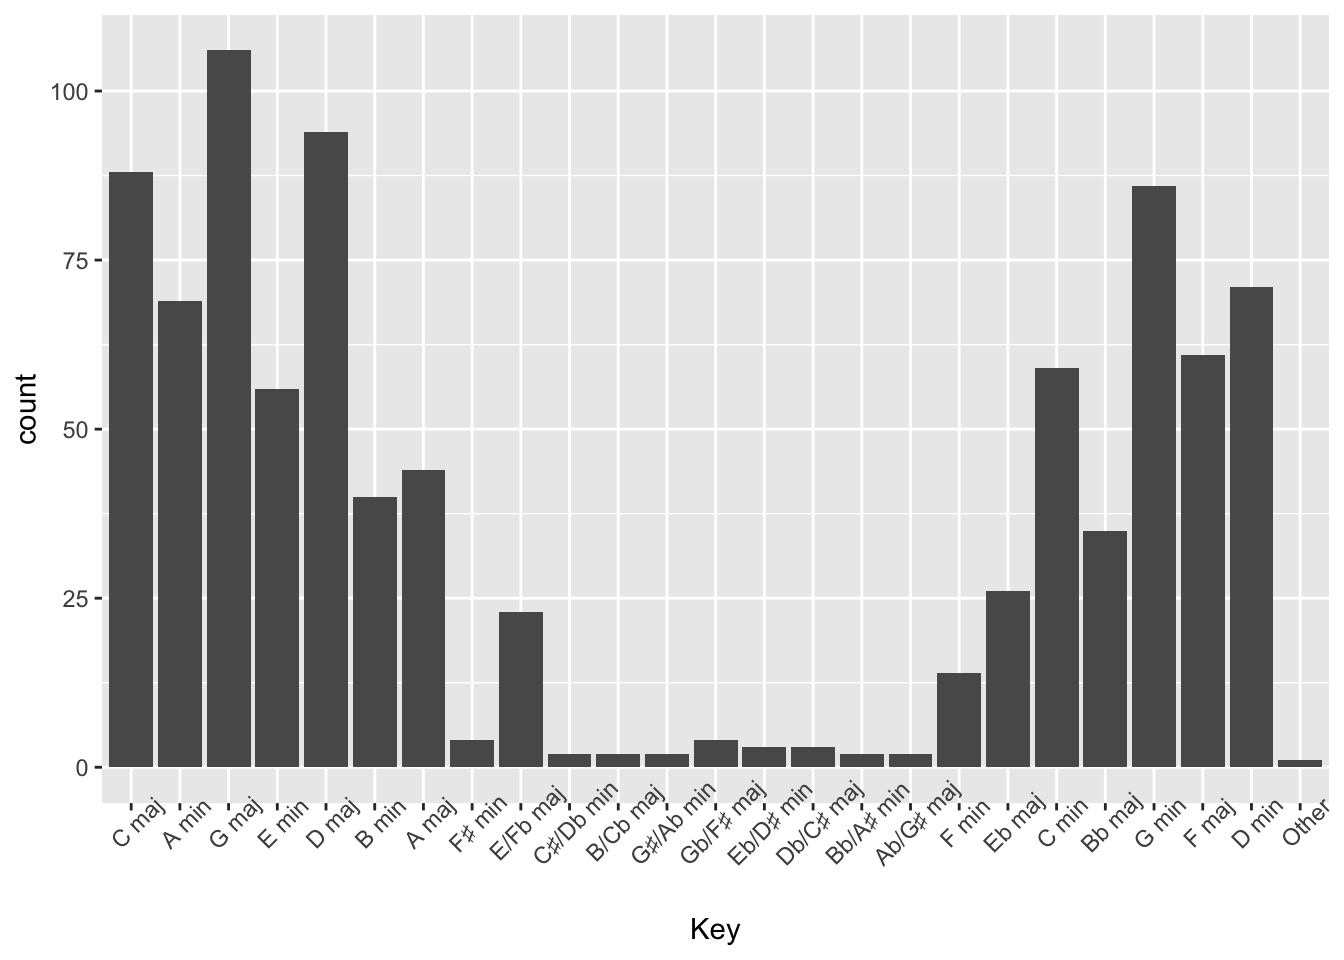 100
75
50
25
0
count
C maj
A min
G maj
E min
D maj
B min
A maj
F♯ min
E/Fb maj
C♯/Db min
B/Cb maj
G♯/Ab min
Gb/F♯ maj
Eb/D♯ min
Db/C♯ maj
Bb/A♯ min
Ab/G♯ maj
F min
Eb maj
C min
Bb maj
G min
F maj
D min
Other
Key